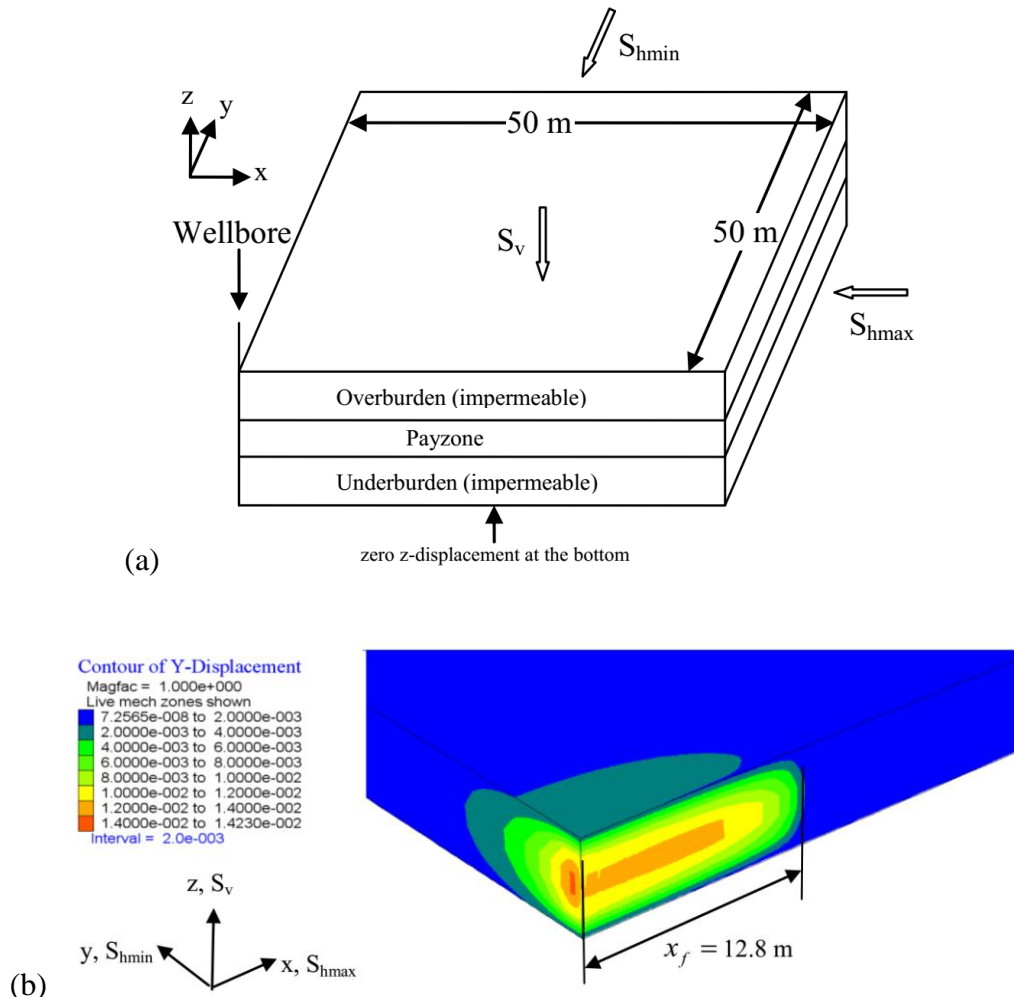 S_hmin
z
y
50 m
x
Wellbore
S_v
50 m
S_hmax
Overburden (impermeable)
Payzone
Underburden (impermeable)
zero z-displacement at the bottom
(a)
Contour of Y-Displacement
Magfac = 1.000e+000
Live mech zones shown
7.2565e-008 to 2.0000e-003
2.0000e-003 to 4.0000e-003
4.0000e-003 to 6.0000e-003
6.0000e-003 to 8.0000e-003
8.0000e-003 to 1.0000e-002
1.0000e-002 to 1.2000e-002
1.2000e-002 to 1.4000e-002
1.4000e-002 to 1.4230e-002
Interval = 2.0e-003
z, S_v
y, S_hmin
x, S_hmax
x_f = 12.8 m
(b)